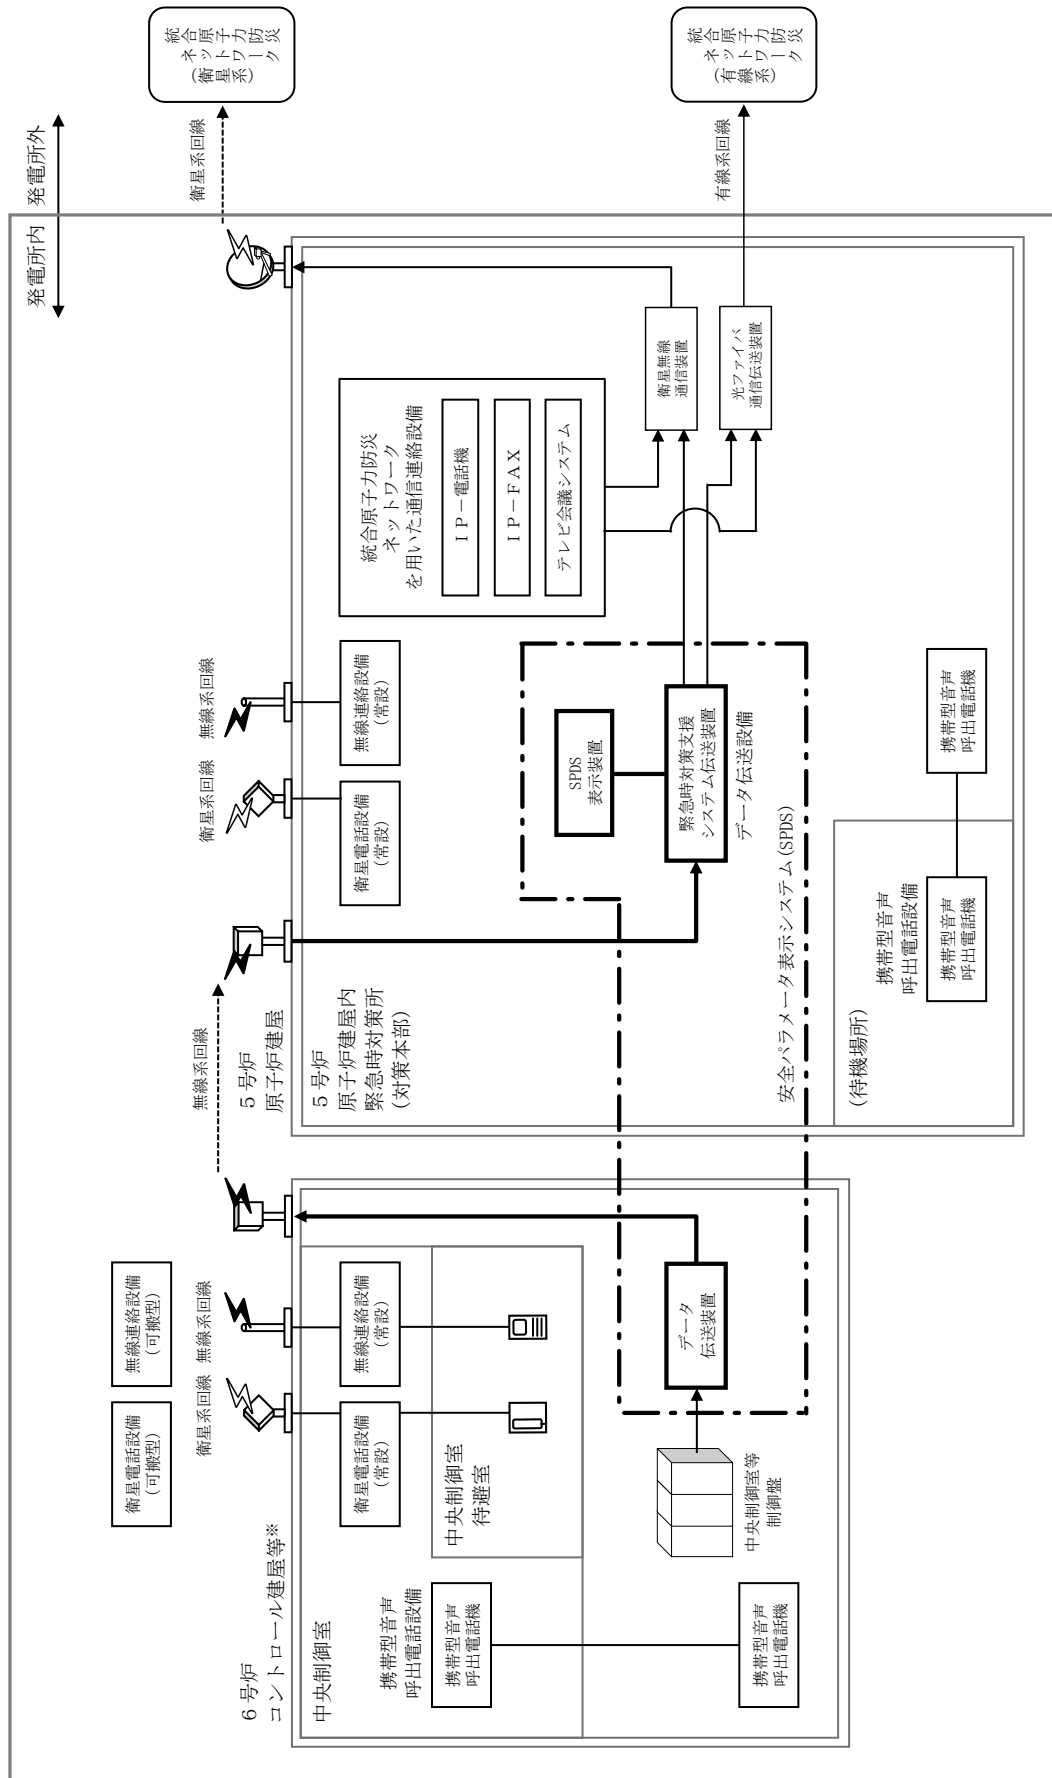 発電所内
発電所外
統合原子力防災
ネットワーク
(衛星系)
統合原子力防災
ネットワーク
(有線系)
衛星系回線
有線系回線
無線連絡設備
(可搬型)
衛星電話設備
(可搬型)
衛星系回線
無線系回線
無線系回線
衛星系回線
無線系回線
6号炉
コントロール建屋等※
中央制御室
衛星電話設備
(常設)
無線連絡設備
(常設)
中央制御室
待避室
携帯型音声
呼出電話設備
携帯型音声
呼出電話機
携帯型音声
呼出電話機
中央制御室等
制御盤
データ
伝送装置
5号炉
原子炉建屋
5号炉
原子炉建屋内
緊急時対策所
(対策本部)
衛星電話設備
(常設)
無線連絡設備
(常設)
統合原子力防災
ネットワーク
を用いた通信連絡設備
IP－電話機
IP－FAX
テレビ会議システム
SPDS
表示装置
緊急時対策支援
システム伝送装置
データ伝送設備
安全パラメータ表示システム(SPDS)
衛星無線
通信装置
光ファイバ
通信伝送装置
(待機場所)
携帯型音声
呼出電話設備
携帯型音声
呼出電話機
携帯型音声
呼出電話機